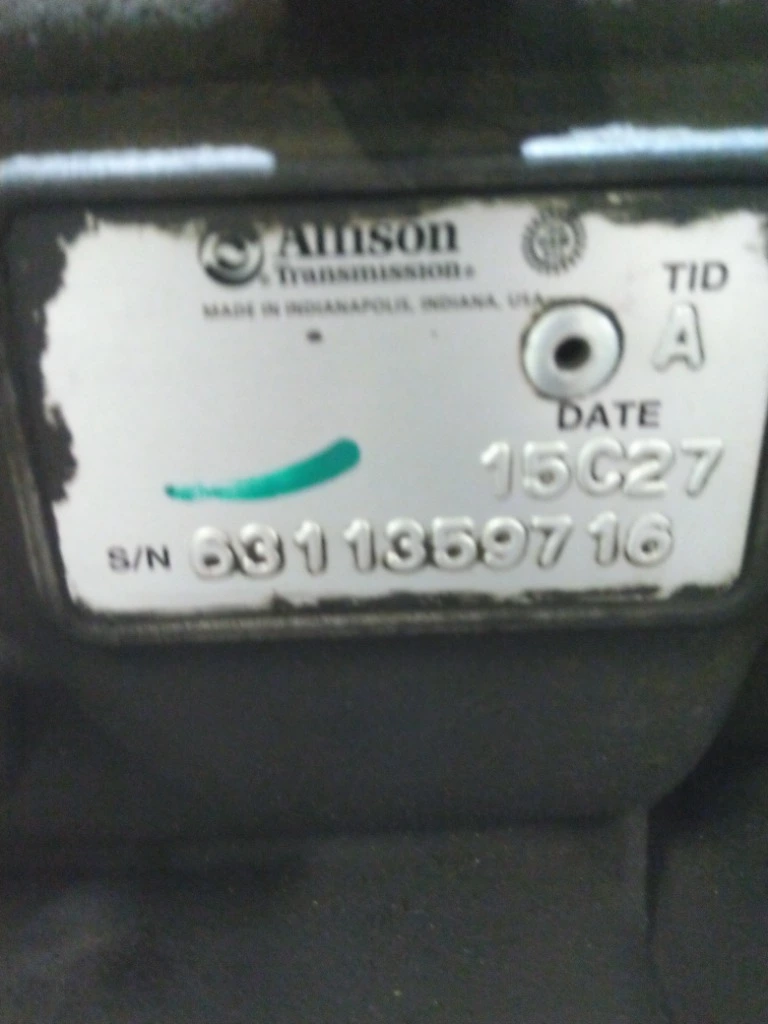 Allison
Transmission®
MADE IN INDIANAPOLIS, INDIANA, USA
TID
A
DATE
15C27
S/N 6311359716